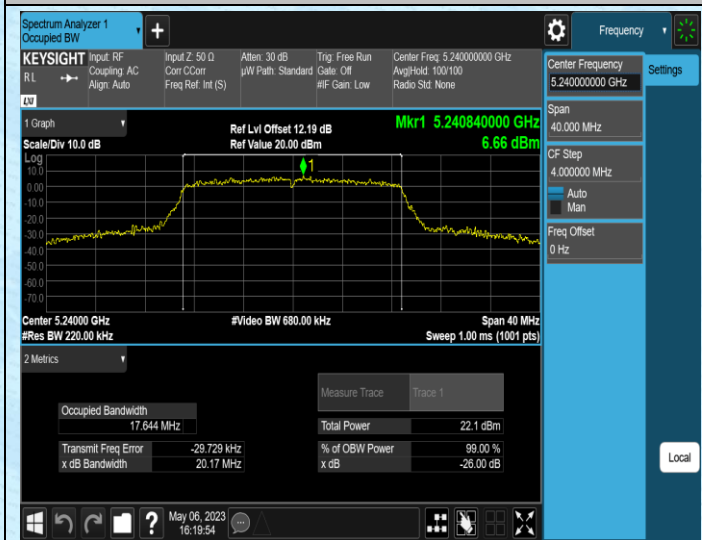 Spectrum Analyzer 1
Occupied BW
+
Frequency
KEYSIGHT
RL
LXI
Input: RF
Coupling: AC
Align: Auto
Input Z: 50 Ω
Corr CCorr
Freq Ref: Int (S)
Atten: 30 dB
µW Path: Standard
Trig: Free Run
Gate: Off
#IF Gain: Low
Center Freq: 5.240000000 GHz
Avg|Hold: 100/100
Radio Std: None
Center Frequency
5.240000000 GHz
Settings
Span
40.000 MHz
CF Step
4.000000 MHz
Auto
Man
Freq Offset
0 Hz
1 Graph
Scale/Div 10.0 dB
Ref Lvl Offset 12.19 dB
Ref Value 20.00 dBm
Mkr1 5.240840000 GHz
6.66 dBm
Log
10.0
0.00
-10.0
-20.0
-30.0
-40.0
-50.0
-60.0
-70.0
1
Center 5.24000 GHz
#Res BW 220.00 kHz
#Video BW 680.00 kHz
Span 40 MHz
Sweep 1.00 ms (1001 pts)
2 Metrics
Measure Trace
Trace 1
Occupied Bandwidth
17.644 MHz
Total Power
22.1 dBm
Transmit Freq Error
-29.729 kHz
% of OBW Power
99.00 %
x dB Bandwidth
20.17 MHz
x dB
-26.00 dB
Local
?
May 06, 2023
16:19:54